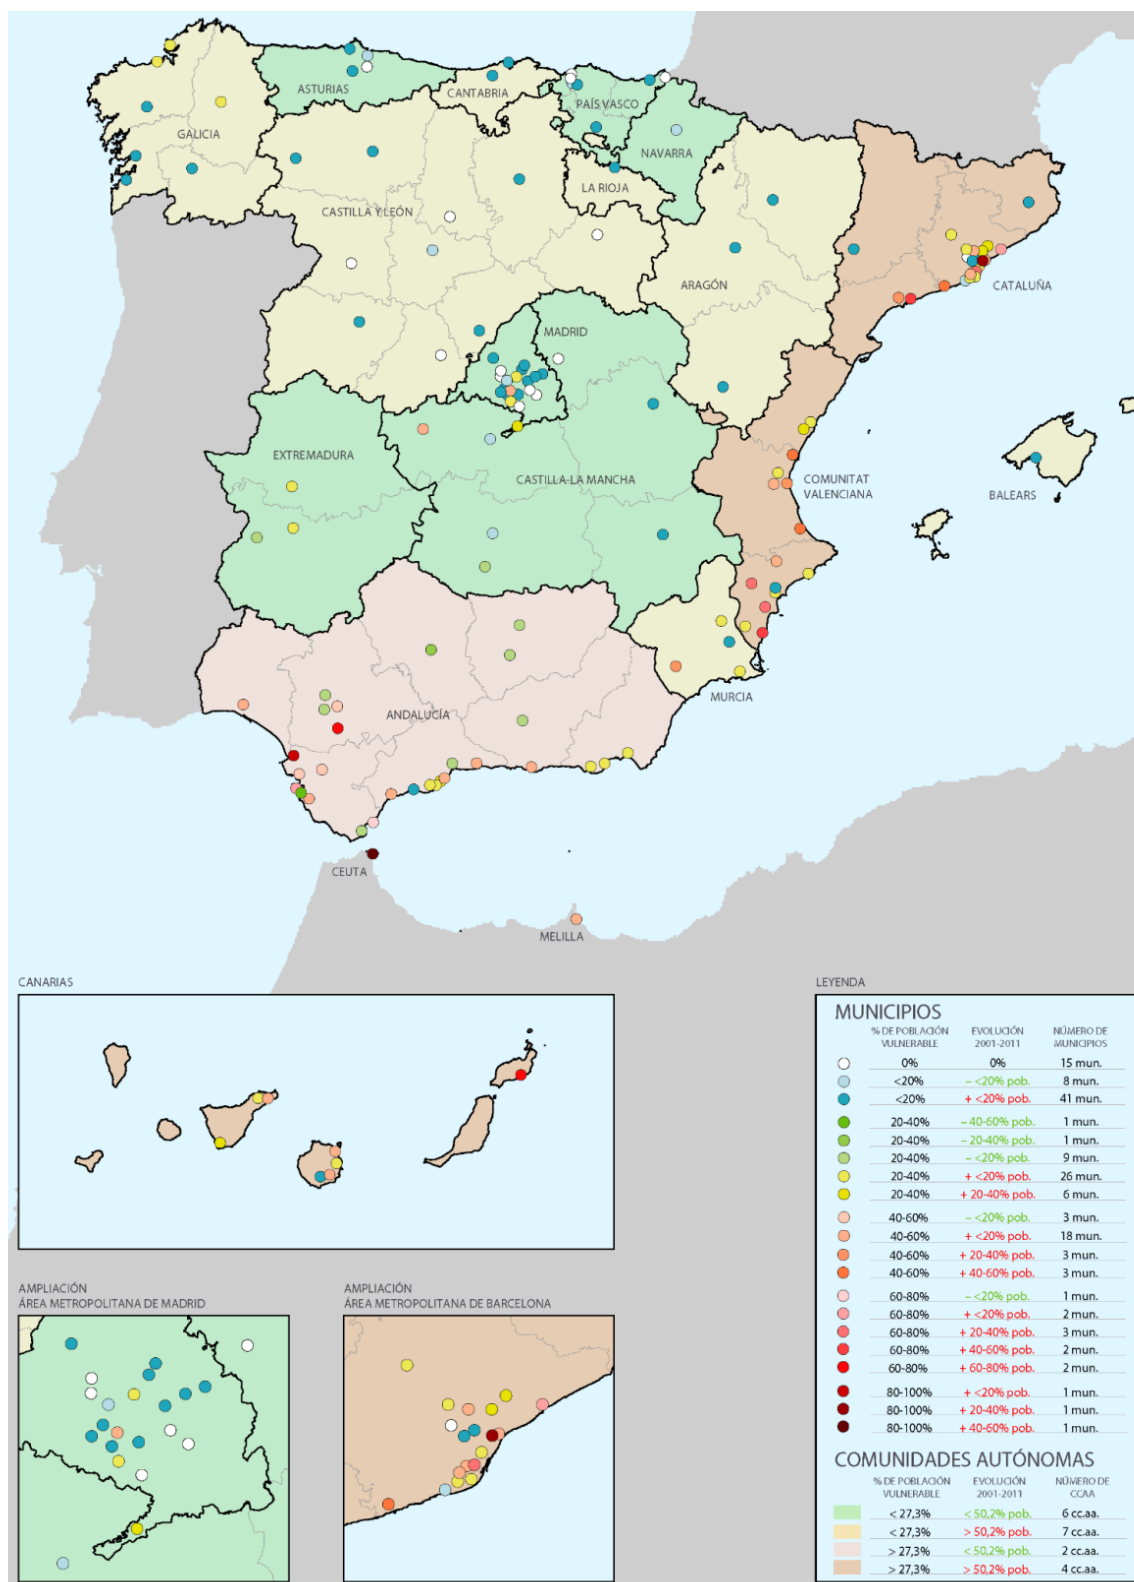 ASTURIAS
CANTABRIA
PAÍS VASCO
GALICIA
NAVARRA
LA RIOJA
CASTILLA Y LEÓN
ARAGÓN
CATALUÑA
MADRID
EXTREMADURA
CASTILLA-LA MANCHA
COMUNITAT
VALENCIANA
BALEARS
MURCIA
ANDALUCÍA
CEUTA
MELILLA
CANARIAS
AMPLIACIÓN
ÁREA METROPOLITANA DE MADRID
AMPLIACIÓN
ÁREA METROPOLITANA DE BARCELONA
LEYENDA
MUNICIPIOS
% DE POBLACIÓN VULNERABLE EVOLUCIÓN 2001-2011 NÚMERO DE MUNICIPIOS
0% 0% 15 mun.
<20% – <20% pob. 8 mun.
<20% + <20% pob. 41 mun.
20-40% – 40-60% pob. 1 mun.
20-40% – 20-40% pob. 1 mun.
20-40% – <20% pob. 9 mun.
20-40% + <20% pob. 26 mun.
20-40% + 20-40% pob. 6 mun.
40-60% – <20% pob. 3 mun.
40-60% + <20% pob. 18 mun.
40-60% + 20-40% pob. 3 mun.
40-60% + 40-60% pob. 3 mun.
60-80% – <20% pob. 1 mun.
60-80% + <20% pob. 2 mun.
60-80% + 20-40% pob. 3 mun.
60-80% + 40-60% pob. 2 mun.
60-80% + 60-80% pob. 2 mun.
80-100% + <20% pob. 1 mun.
80-100% + 20-40% pob. 1 mun.
80-100% + 40-60% pob. 1 mun.
COMUNIDADES AUTÓNOMAS
% DE POBLACIÓN VULNERABLE EVOLUCIÓN 2001-2011 NÚMERO DE CCAA
< 27,3% < 50,2% pob. 6 cc.aa.
< 27,3% > 50,2% pob. 7 cc.aa.
> 27,3% < 50,2% pob. 2 cc.aa.
> 27,3% > 50,2% pob. 4 cc.aa.